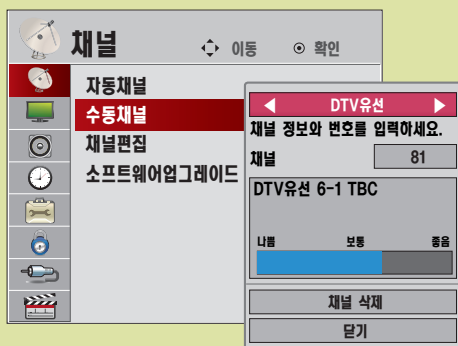 채널 이동 확인
자동채널
수동채널
채널편집
소프트웨어업그레이드
DTV유선
채널 정보와 번호를 입력하세요.
채널 81
DTV유선 6-1 TBC
나쁨 보통 좋음
채널 삭제
닫기